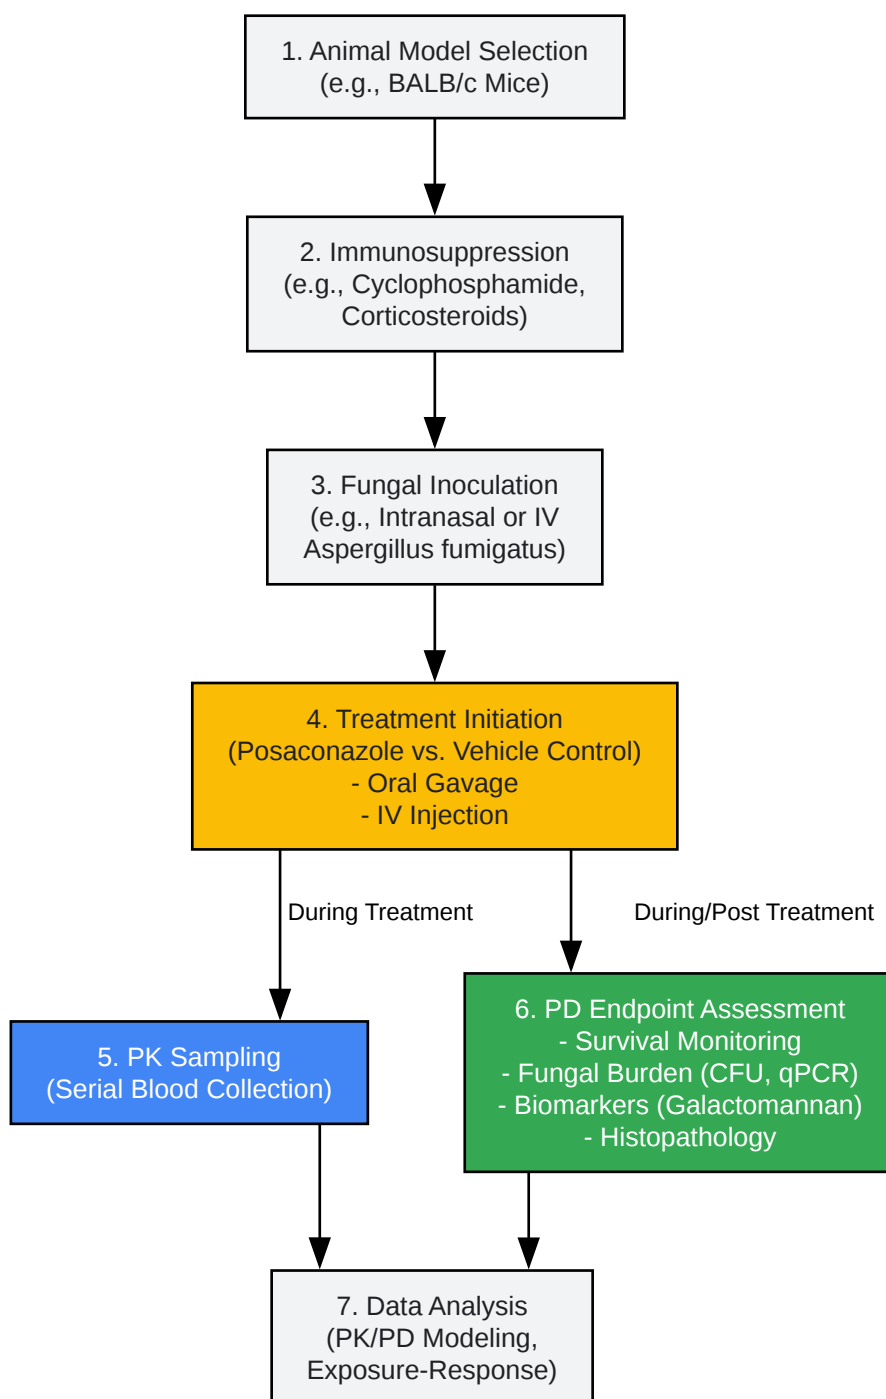 1. Animal Model Selection
(e.g., BALB/c Mice)
2. Immunosuppression
(e.g., Cyclophosphamide,
Corticosteroids)
3. Fungal Inoculation
(e.g., Intranasal or IV
Aspergillus fumigatus)
4. Treatment Initiation
(Posaconazole vs. Vehicle Control)
- Oral Gavage
- IV Injection
During Treatment
During/Post Treatment
5. PK Sampling
(Serial Blood Collection)
6. PD Endpoint Assessment
- Survival Monitoring
- Fungal Burden (CFU, qPCR)
- Biomarkers (Galactomannan)
- Histopathology
7. Data Analysis
(PK/PD Modeling,
Exposure-Response)